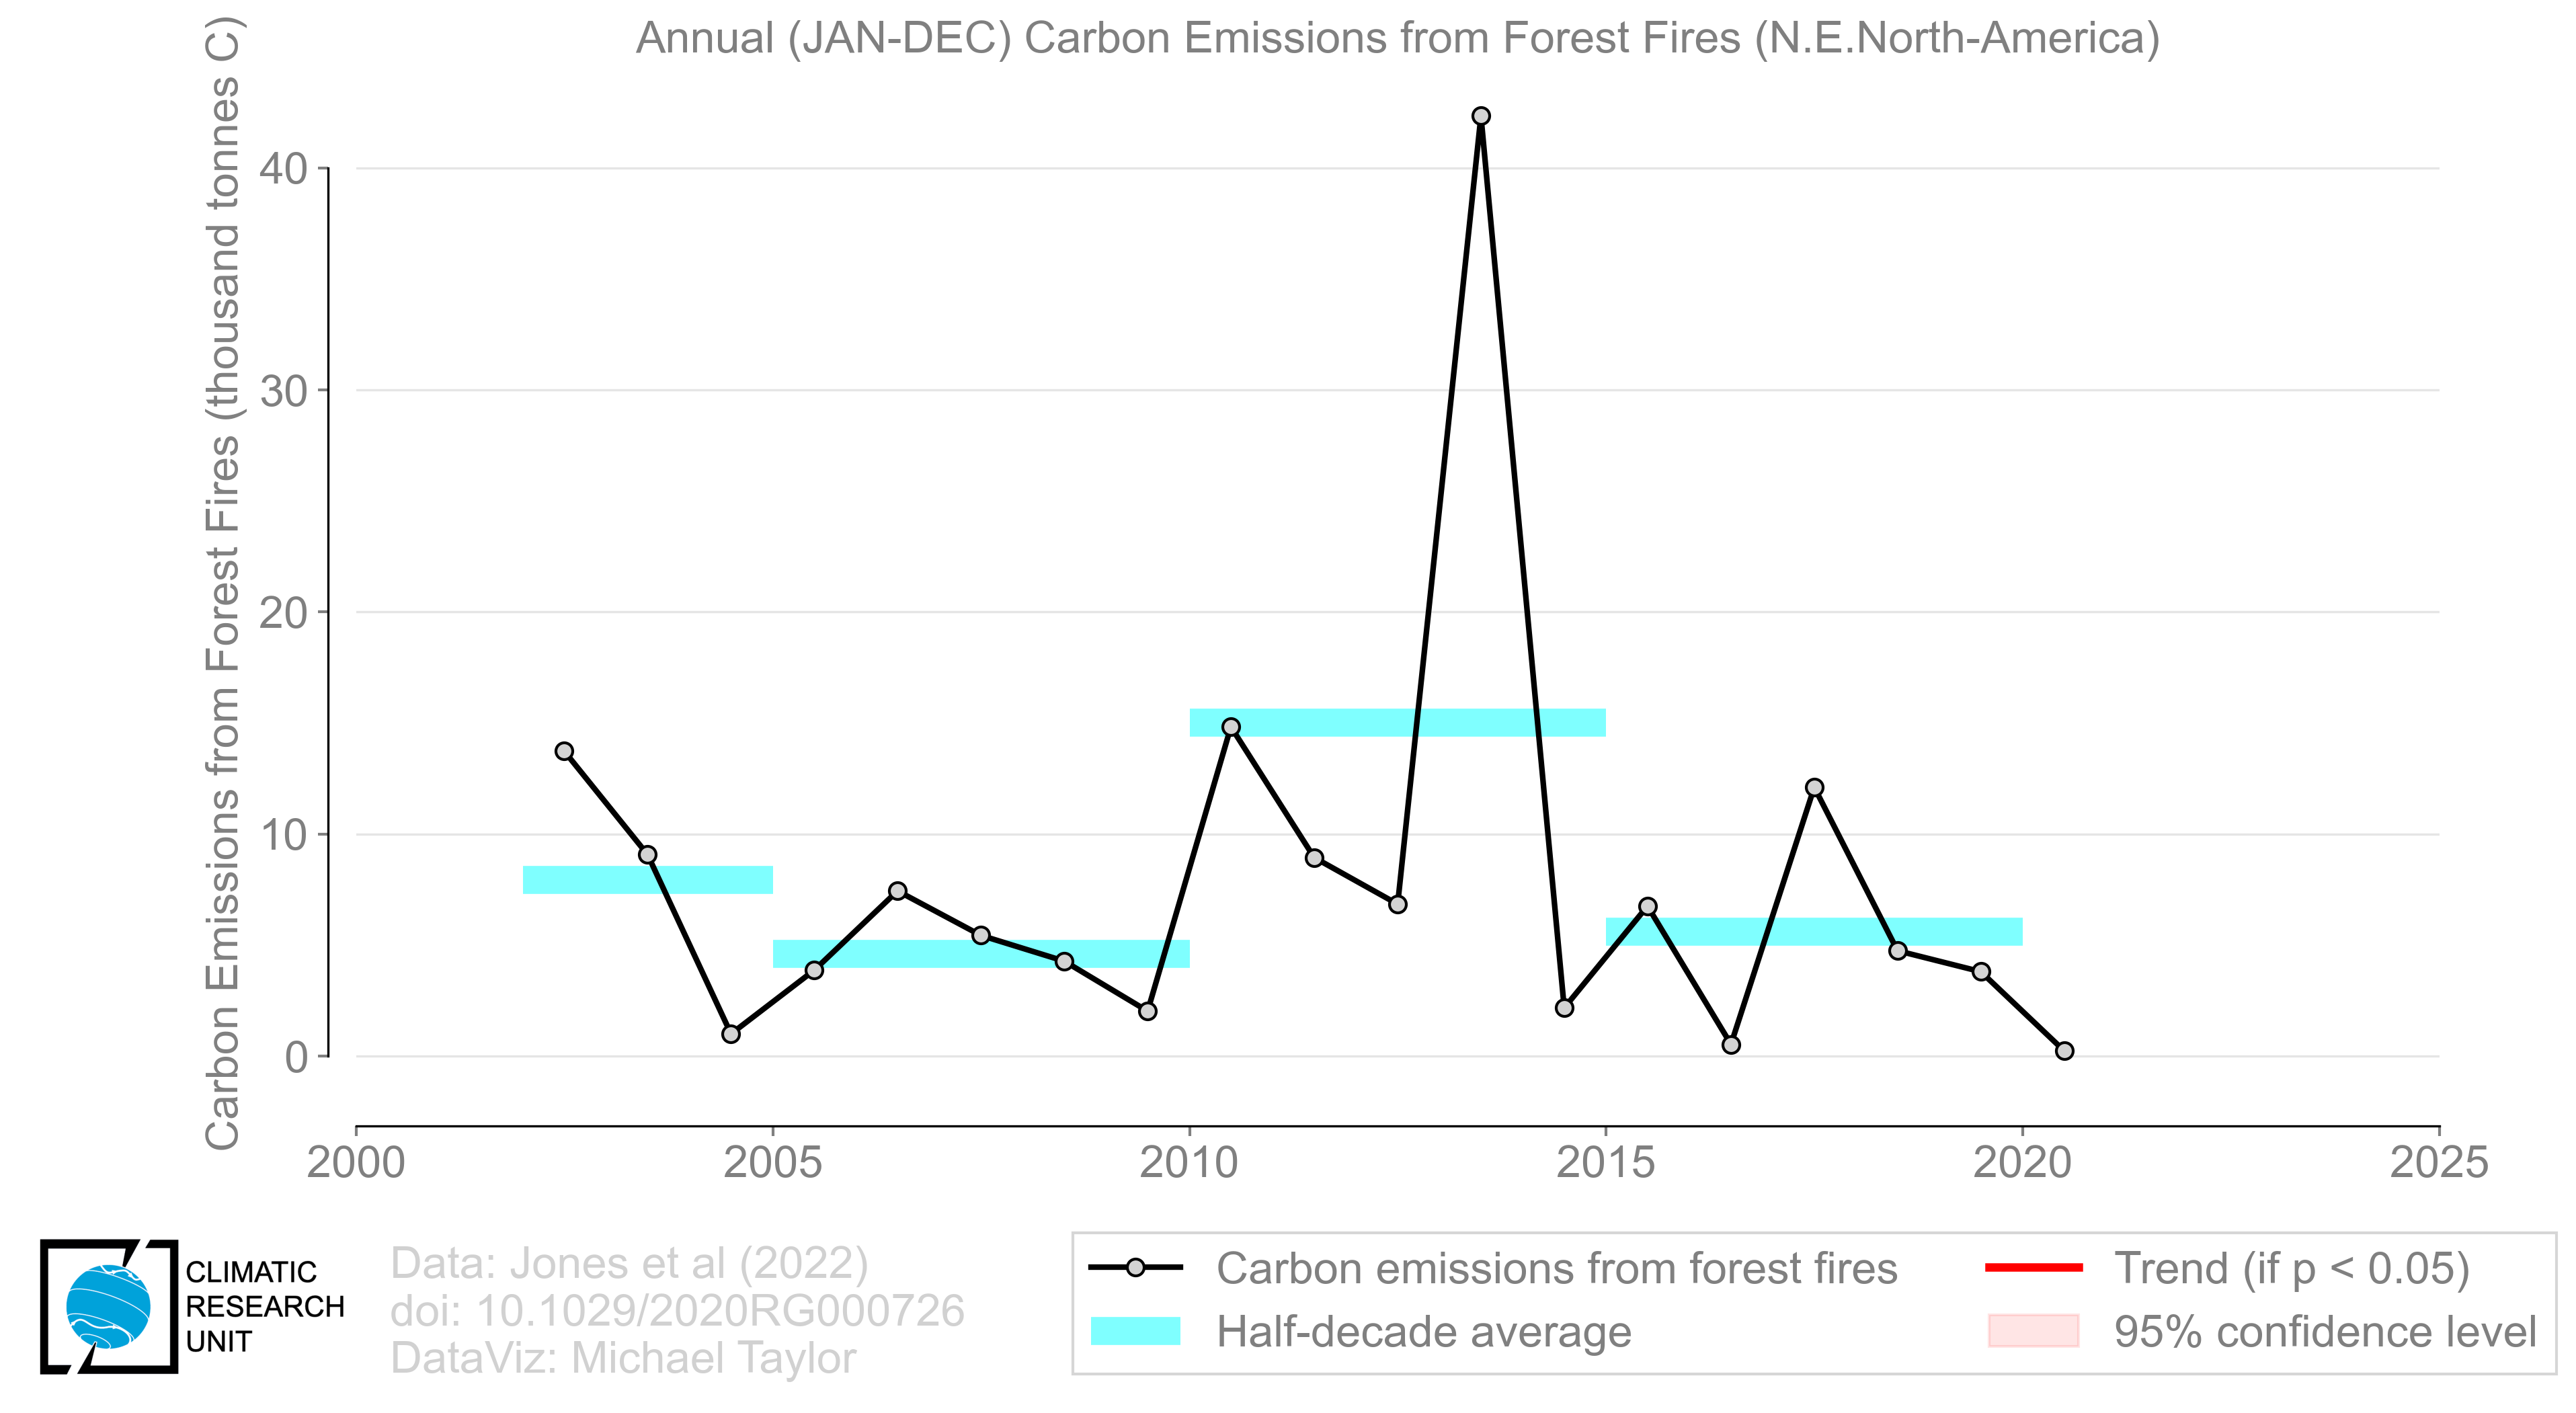 Annual (JAN-DEC) Carbon Emissions from Forest Fires (N.E.North-America)
Carbon Emissions from Forest Fires (thousand tonnes C)
40
30
20
10
0
2000 2005 2010 2015 2020 2025
CLIMATIC
RESEARCH
UNIT
Data: Jones et al (2022)
doi: 10.1029/2020RG000726
DataViz: Michael Taylor
Carbon emissions from forest fires
Half-decade average
Trend (if p < 0.05)
95% confidence level